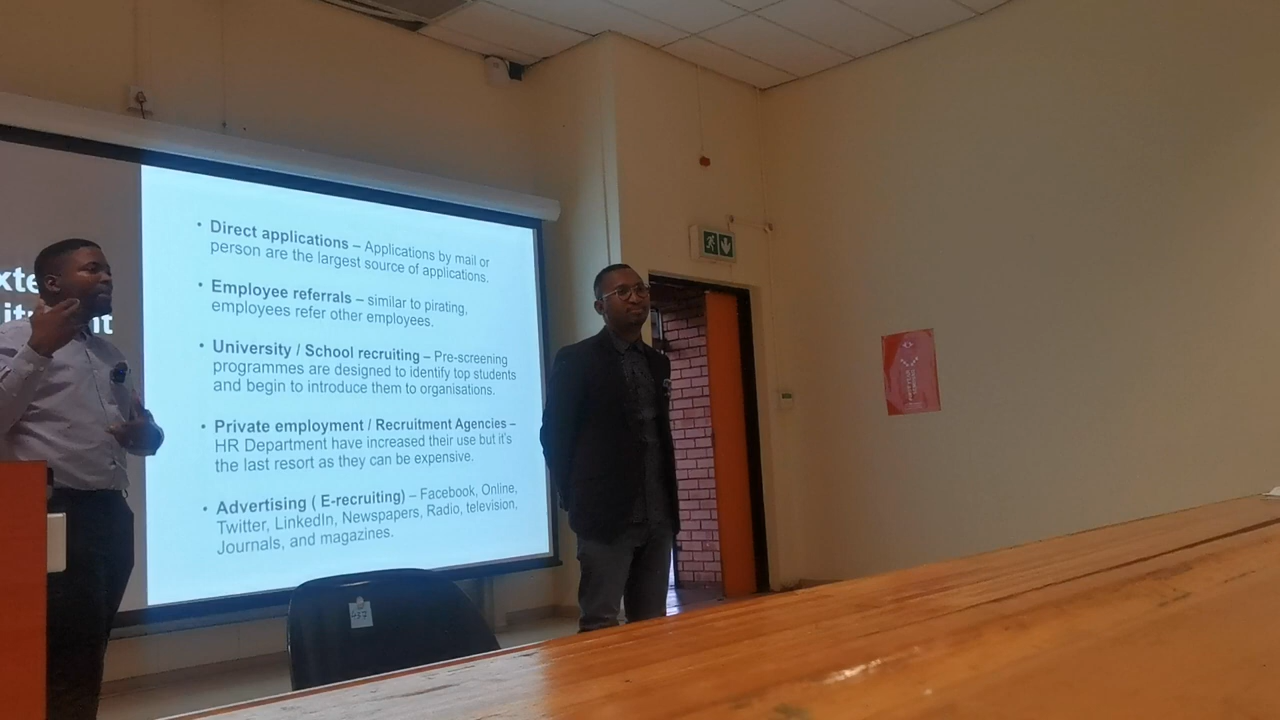 • Direct applications – Applications by mail or
person are the largest source of applications.
• Employee referrals – similar to pirating,
employees refer other employees.
• University / School recruiting – Pre-screening
programmes are designed to identify top students
and begin to introduce them to organisations.
• Private employment / Recruitment Agencies –
HR Department have increased their use but it's
the last resort as they can be expensive.
• Advertising ( E-recruiting) – Facebook, Online,
Twitter, LinkedIn, Newspapers, Radio, television,
Journals, and magazines.